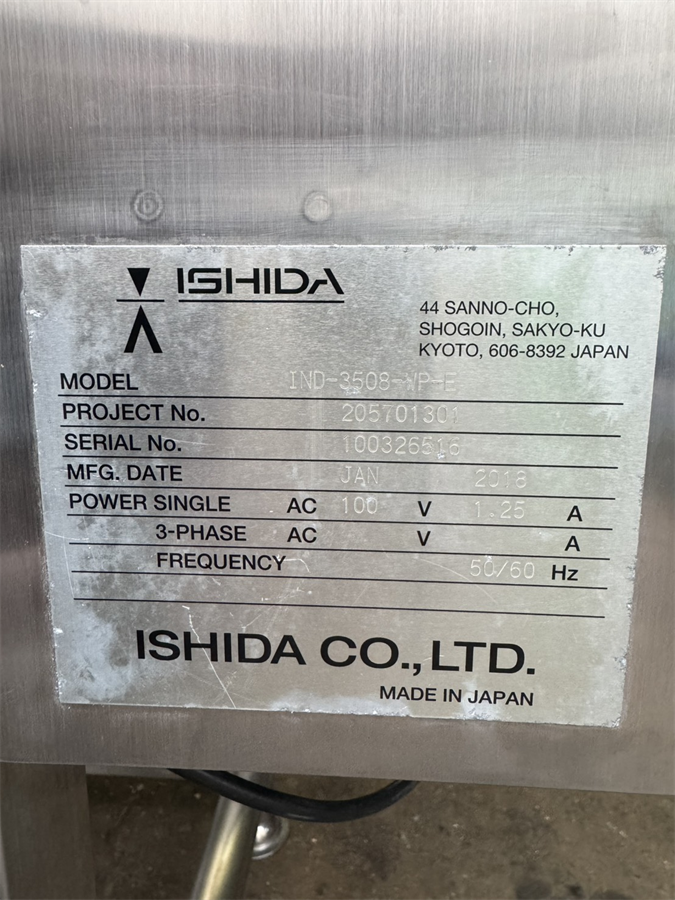 ISHIDA
44 SANNO-CHO,
SHOGOIN, SAKYO-KU
KYOTO, 606-8392 JAPAN
MODEL IND-3508-WP-E
PROJECT No. 205701301
SERIAL No. 100326516
MFG. DATE JAN 2018
POWER SINGLE AC 100 V 1.25 A
3-PHASE AC V A
FREQUENCY 50/60 Hz
ISHIDA CO., LTD.
MADE IN JAPAN